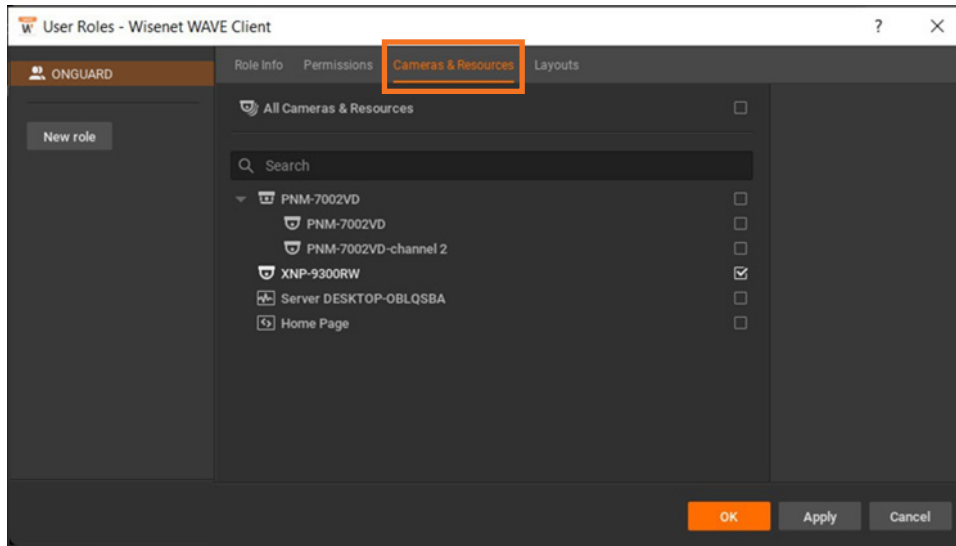 User Roles - Wisenet WAVE Client
ONGUARD
New role
Role Info Permissions Cameras & Resources Layouts
All Cameras & Resources
Search
PNM-7002VD
PNM-7002VD
PNM-7002VD-channel 2
XNP-9300RW
Server DESKTOP-OBLQSBA
Home Page
OK Apply Cancel